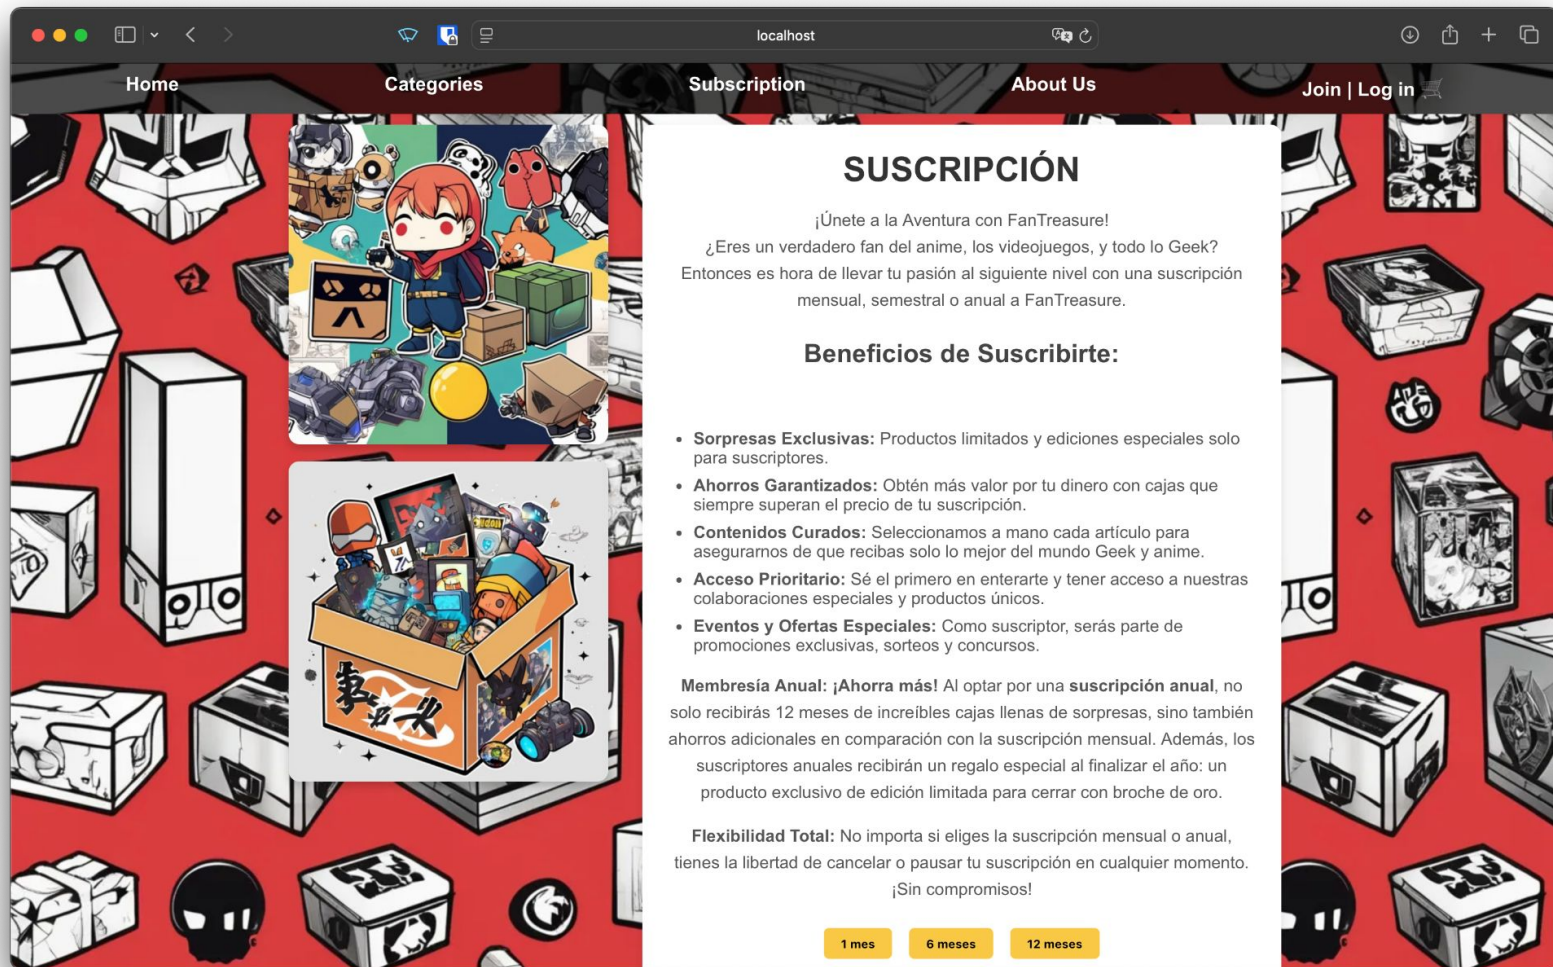 localhost
Home
Categories
Subscription
About Us
Join | Log in
SUSCRIPCIÓN
¡Únete a la Aventura con FanTreasure!
¿Eres un verdadero fan del anime, los videojuegos, y todo lo Geek?
Entonces es hora de llevar tu pasión al siguiente nivel con una suscripción
mensual, semestral o anual a FanTreasure.
Beneficios de Suscribirte:
• Sorpresas Exclusivas: Productos limitados y ediciones especiales solo
para suscriptores.
• Ahorros Garantizados: Obtén más valor por tu dinero con cajas que
siempre superan el precio de tu suscripción.
• Contenidos Curados: Seleccionamos a mano cada artículo para
asegurarnos de que recibas solo lo mejor del mundo Geek y anime.
• Acceso Prioritario: Sé el primero en enterarte y tener acceso a nuestras
colaboraciones especiales y productos únicos.
• Eventos y Ofertas Especiales: Como suscriptor, serás parte de
promociones exclusivas, sorteos y concursos.
Membresía Anual: ¡Ahorra más! Al optar por una suscripción anual, no
solo recibirás 12 meses de increíbles cajas llenas de sorpresas, sino también
ahorros adicionales en comparación con la suscripción mensual. Además, los
suscriptores anuales recibirán un regalo especial al finalizar el año: un
producto exclusivo de edición limitada para cerrar con broche de oro.
Flexibilidad Total: No importa si eliges la suscripción mensual o anual,
tienes la libertad de cancelar o pausar tu suscripción en cualquier momento.
¡Sin compromisos!
1 mes
6 meses
12 meses